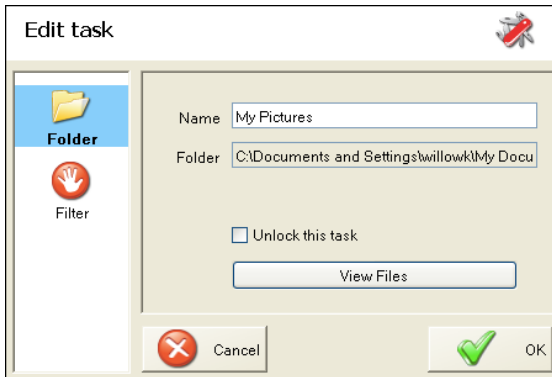 Edit task
Folder
Filter
Name My Pictures
Folder C:\Documents and Settings\willowk\My Docu
Unlock this task
View Files
Cancel
OK